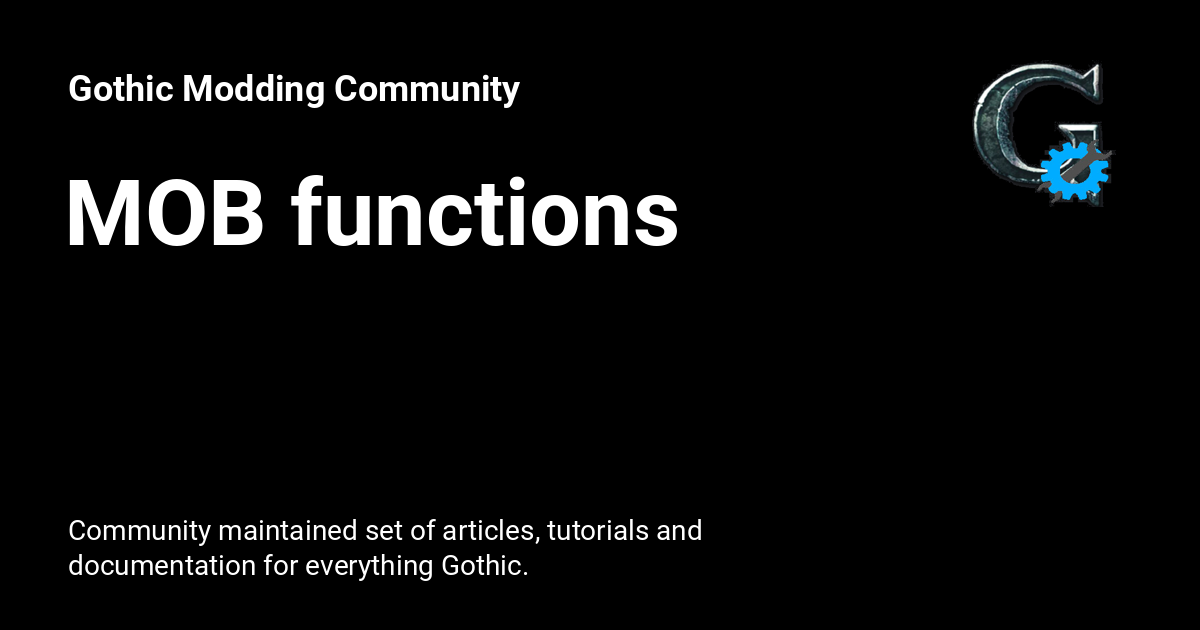 Gothic Modding Community
MOB functions
Community maintained set of articles, tutorials and
documentation for everything Gothic.